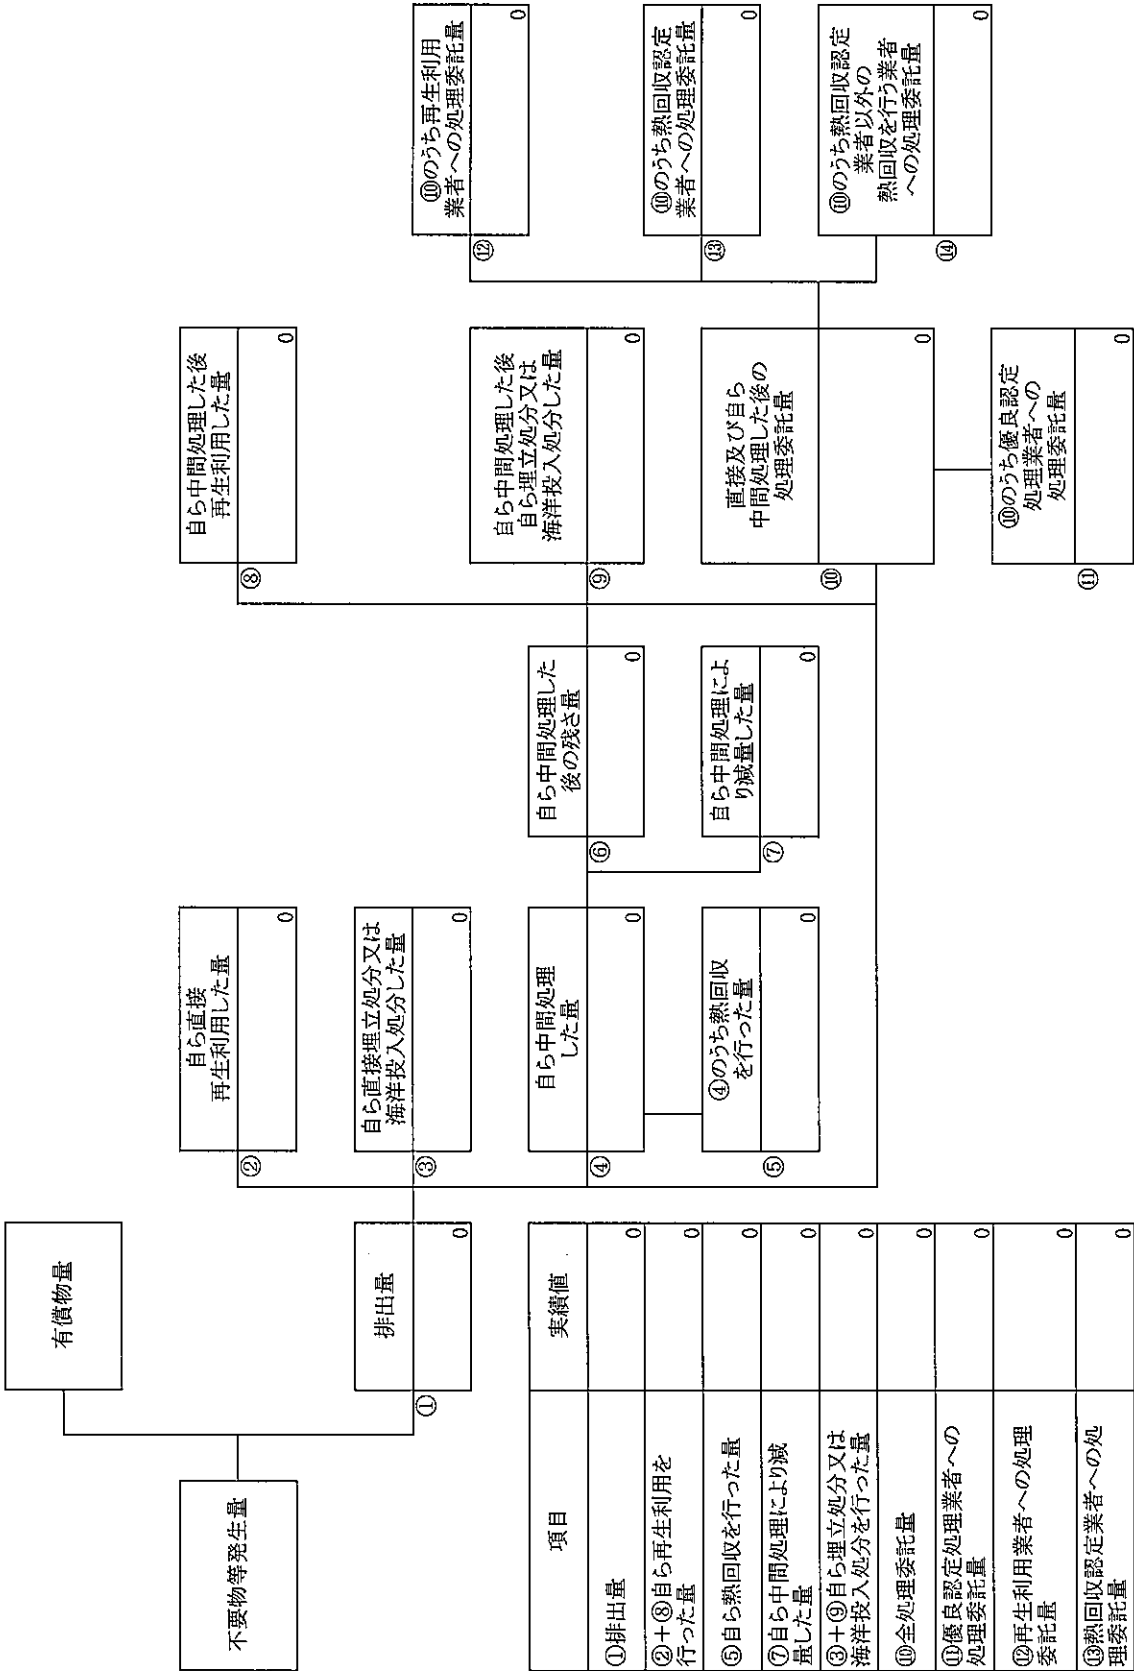 不要物等発生量
有償物量
①
排出量
0
②
自ら直接
再生利用した量
0
③
自ら直接埋立処分又は
海洋投入処分した量
0
④
自ら中間処理
した量
0
⑤
④のうち熱回収
を行った量
0
⑥
自ら中間処理した
後の残さ量
0
⑦
自ら中間処理によ
り減量した量
0
⑧
自ら中間処理した後
再生利用した量
0
⑨
自ら中間処理した後
自ら埋立処分又は
海洋投入処分した量
0
⑩
直接及び自ら
中間処理した後の
処理委託量
0
⑪
⑩のうち優良認定
処理業者への
処理委託量
0
⑫
⑩のうち再生利用
業者への処理委託量
0
⑬
⑩のうち熱回収認定
業者への処理委託量
0
⑭
⑩のうち熱回収認定
業者以外の
熱回収を行う業者
への処理委託量
0
項目 実績値
①排出量 0
②+⑧自ら再生利用を
行った量 0
⑤自ら熱回収を行った量 0
⑦自ら中間処理により減
量した量 0
③+⑨自ら埋立処分又は
海洋投入処分を行った量 0
⑩全処理委託量 0
⑪優良認定処理業者への
処理委託量 0
⑫再生利用業者への処理
委託量 0
⑬熱回収認定業者への処
理委託量 0